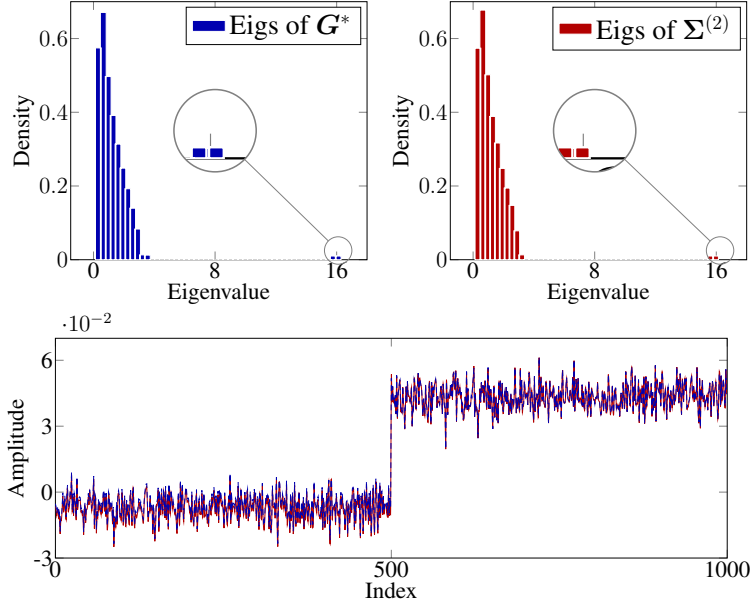 Eigs of G*
Density
0.6
0.4
0.2
0
0
8
16
Eigenvalue
Eigs of Σ(2)
Density
0.6
0.4
0.2
0
0
8
16
Eigenvalue
·10−2
Amplitude
6
3
0
-3
0
500
1000
Index